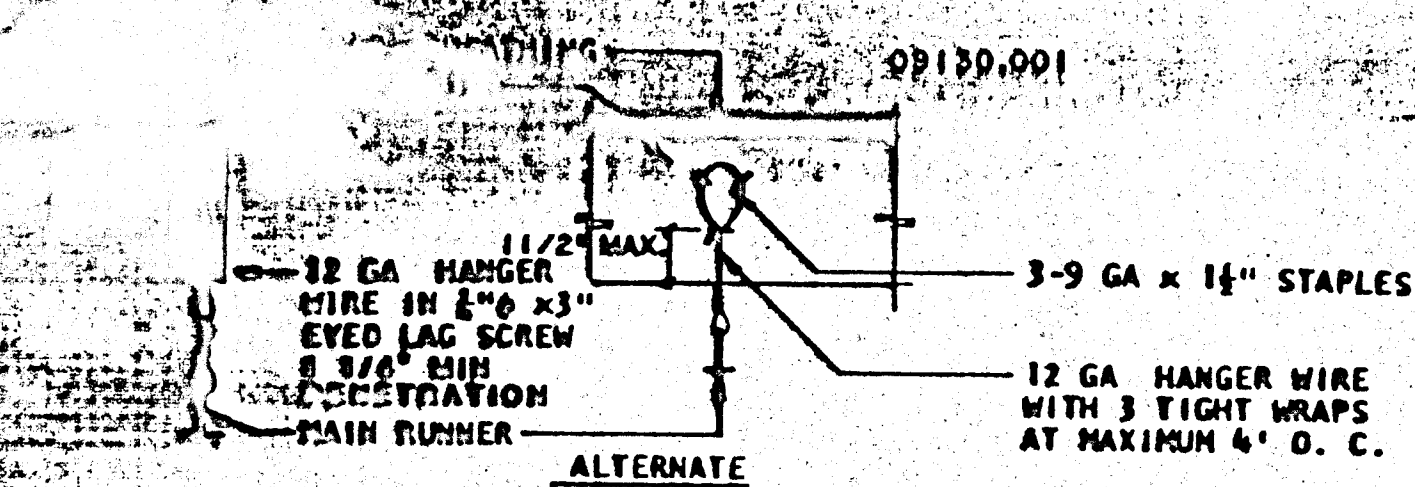 09130.001
11/2" MAX.
12 GA HANGER
WIRE IN ø x3"
EYED LAG SCREW
MIN
MAIN RUNNER
3-9 GA x 1½" STAPLES
12 GA HANGER WIRE
WITH 3 TIGHT WRAPS
AT MAXIMUM 4' O. C.
ALTERNATE